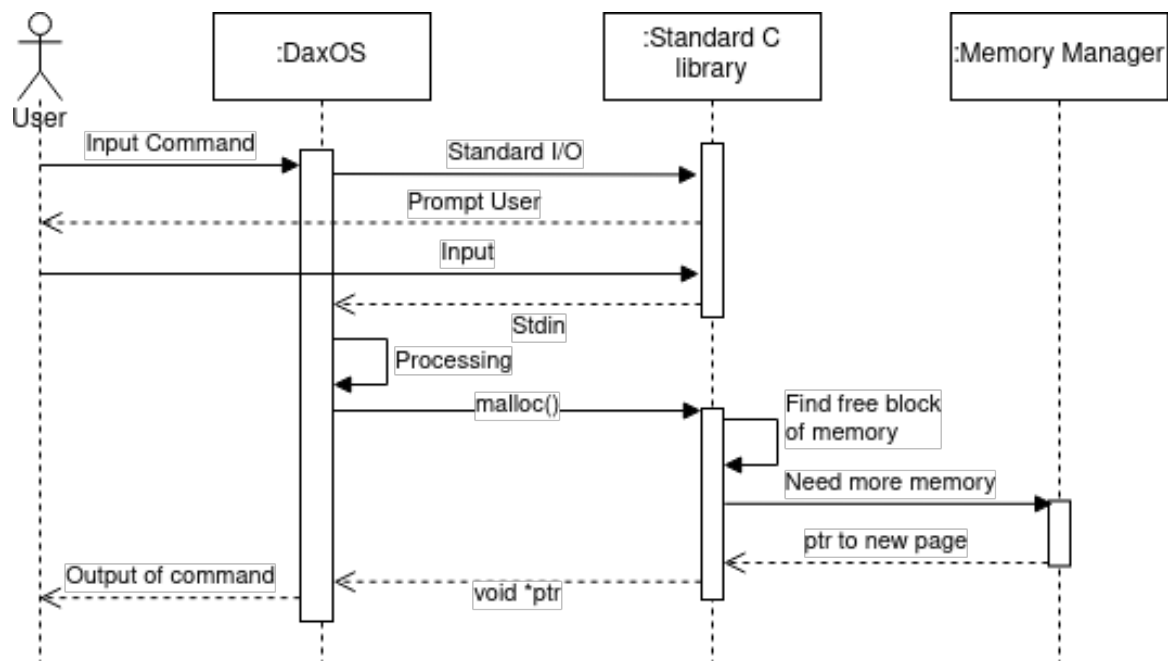 :DaxOS
:Standard C
library
:Memory Manager
User
Input Command
Standard I/O
Prompt User
Input
Stdin
Processing
malloc()
Find free block
of memory
Need more memory
ptr to new page
Output of command
void *ptr